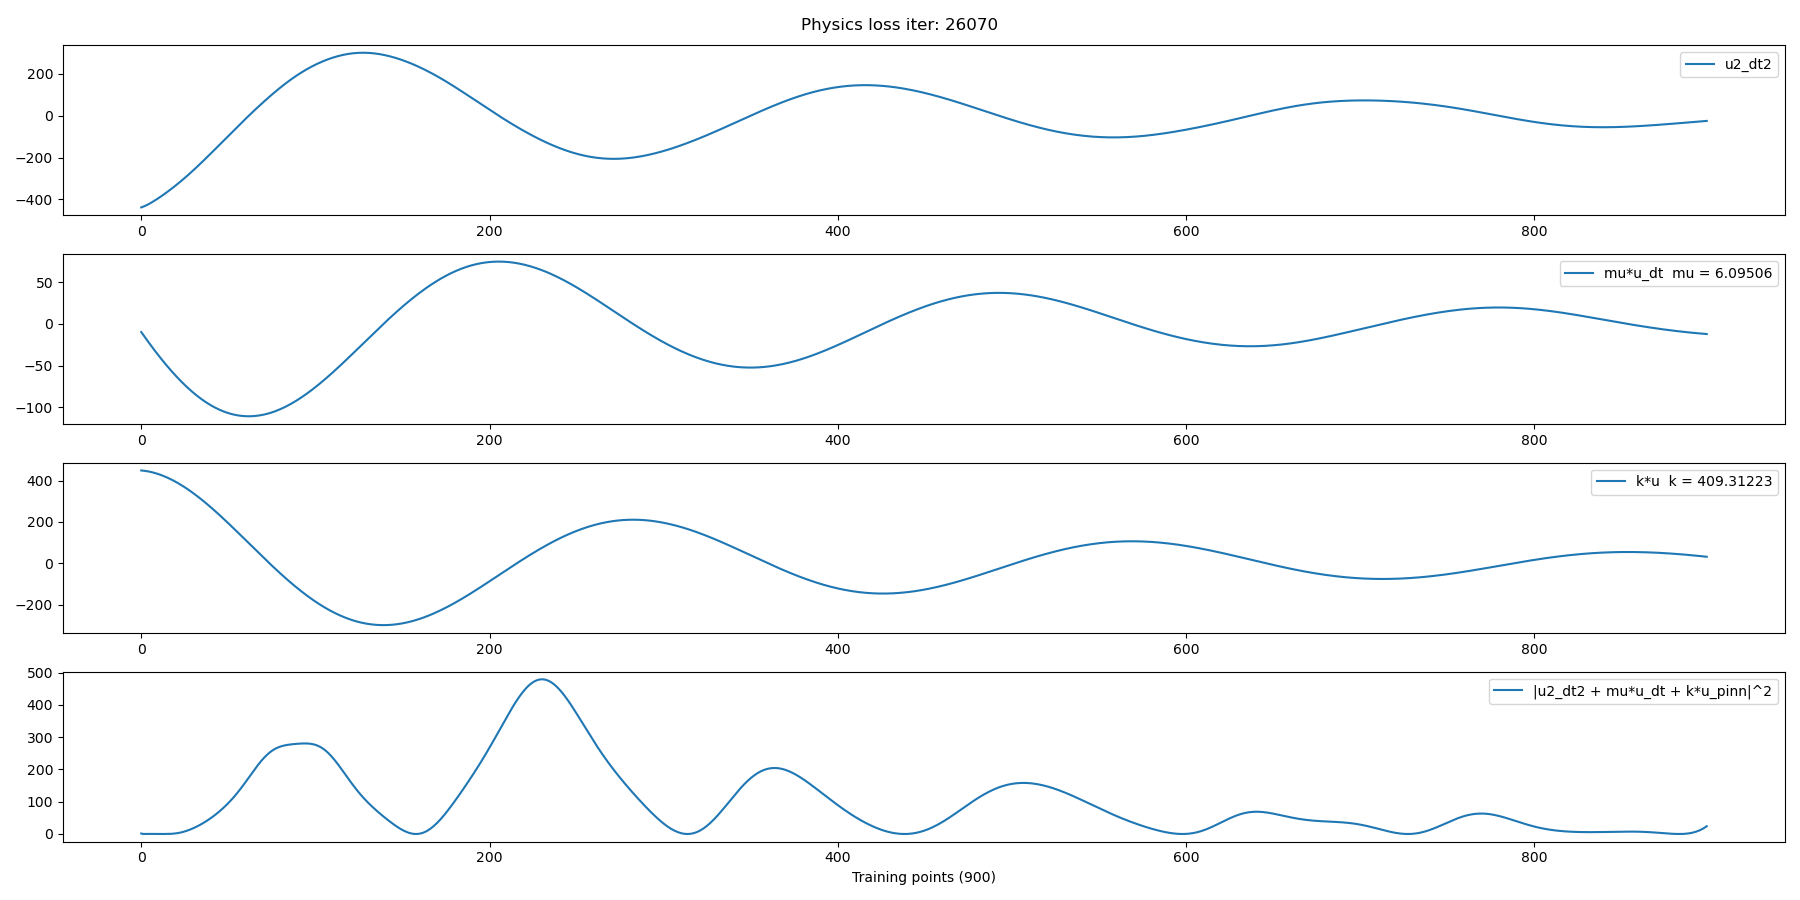 Physics loss iter: 26070
200
0
−200
−400
u2_dt2
0 200 400 600 800
50
0
−50
−100
mu*u_dt  mu = 6.09506
0 200 400 600 800
400
200
0
−200
k*u  k = 409.31223
0 200 400 600 800
500
400
300
200
100
0
|u2_dt2 + mu*u_dt + k*u_pinn|^2
0 200 400 600 800
Training points (900)